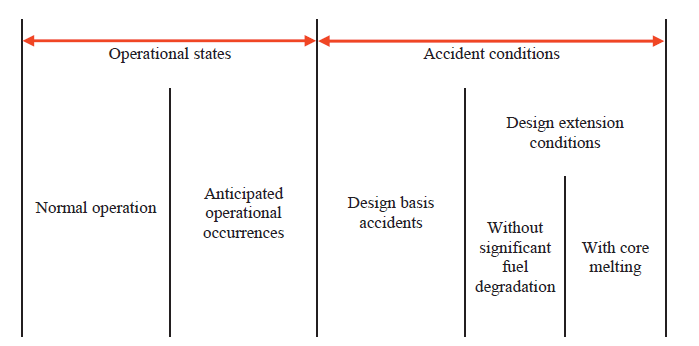 Operational states
Accident conditions
Normal operation
Anticipated
operational
occurrences
Design basis
accidents
Design extension
conditions
Without
significant
fuel
degradation
With core
melting